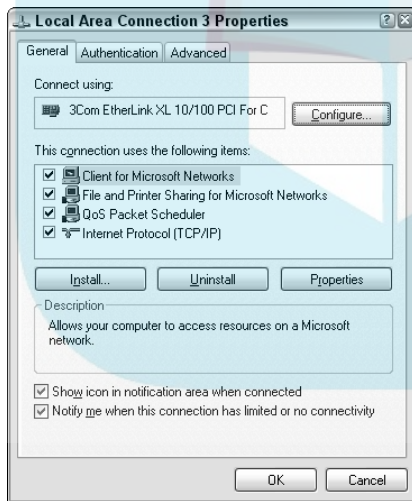 Local Area Connection 3 Properties
General Authentication Advanced
Connect using:
3Com EtherLink XL 10/100 PCI For C
Configure...
This connection uses the following items:
Client for Microsoft Networks
File and Printer Sharing for Microsoft Networks
QoS Packet Scheduler
Internet Protocol (TCP/IP)
Install... Uninstall Properties
Description
Allows your computer to access resources on a Microsoft
network.
Show icon in notification area when connected
Notify me when this connection has limited or no connectivity
OK Cancel